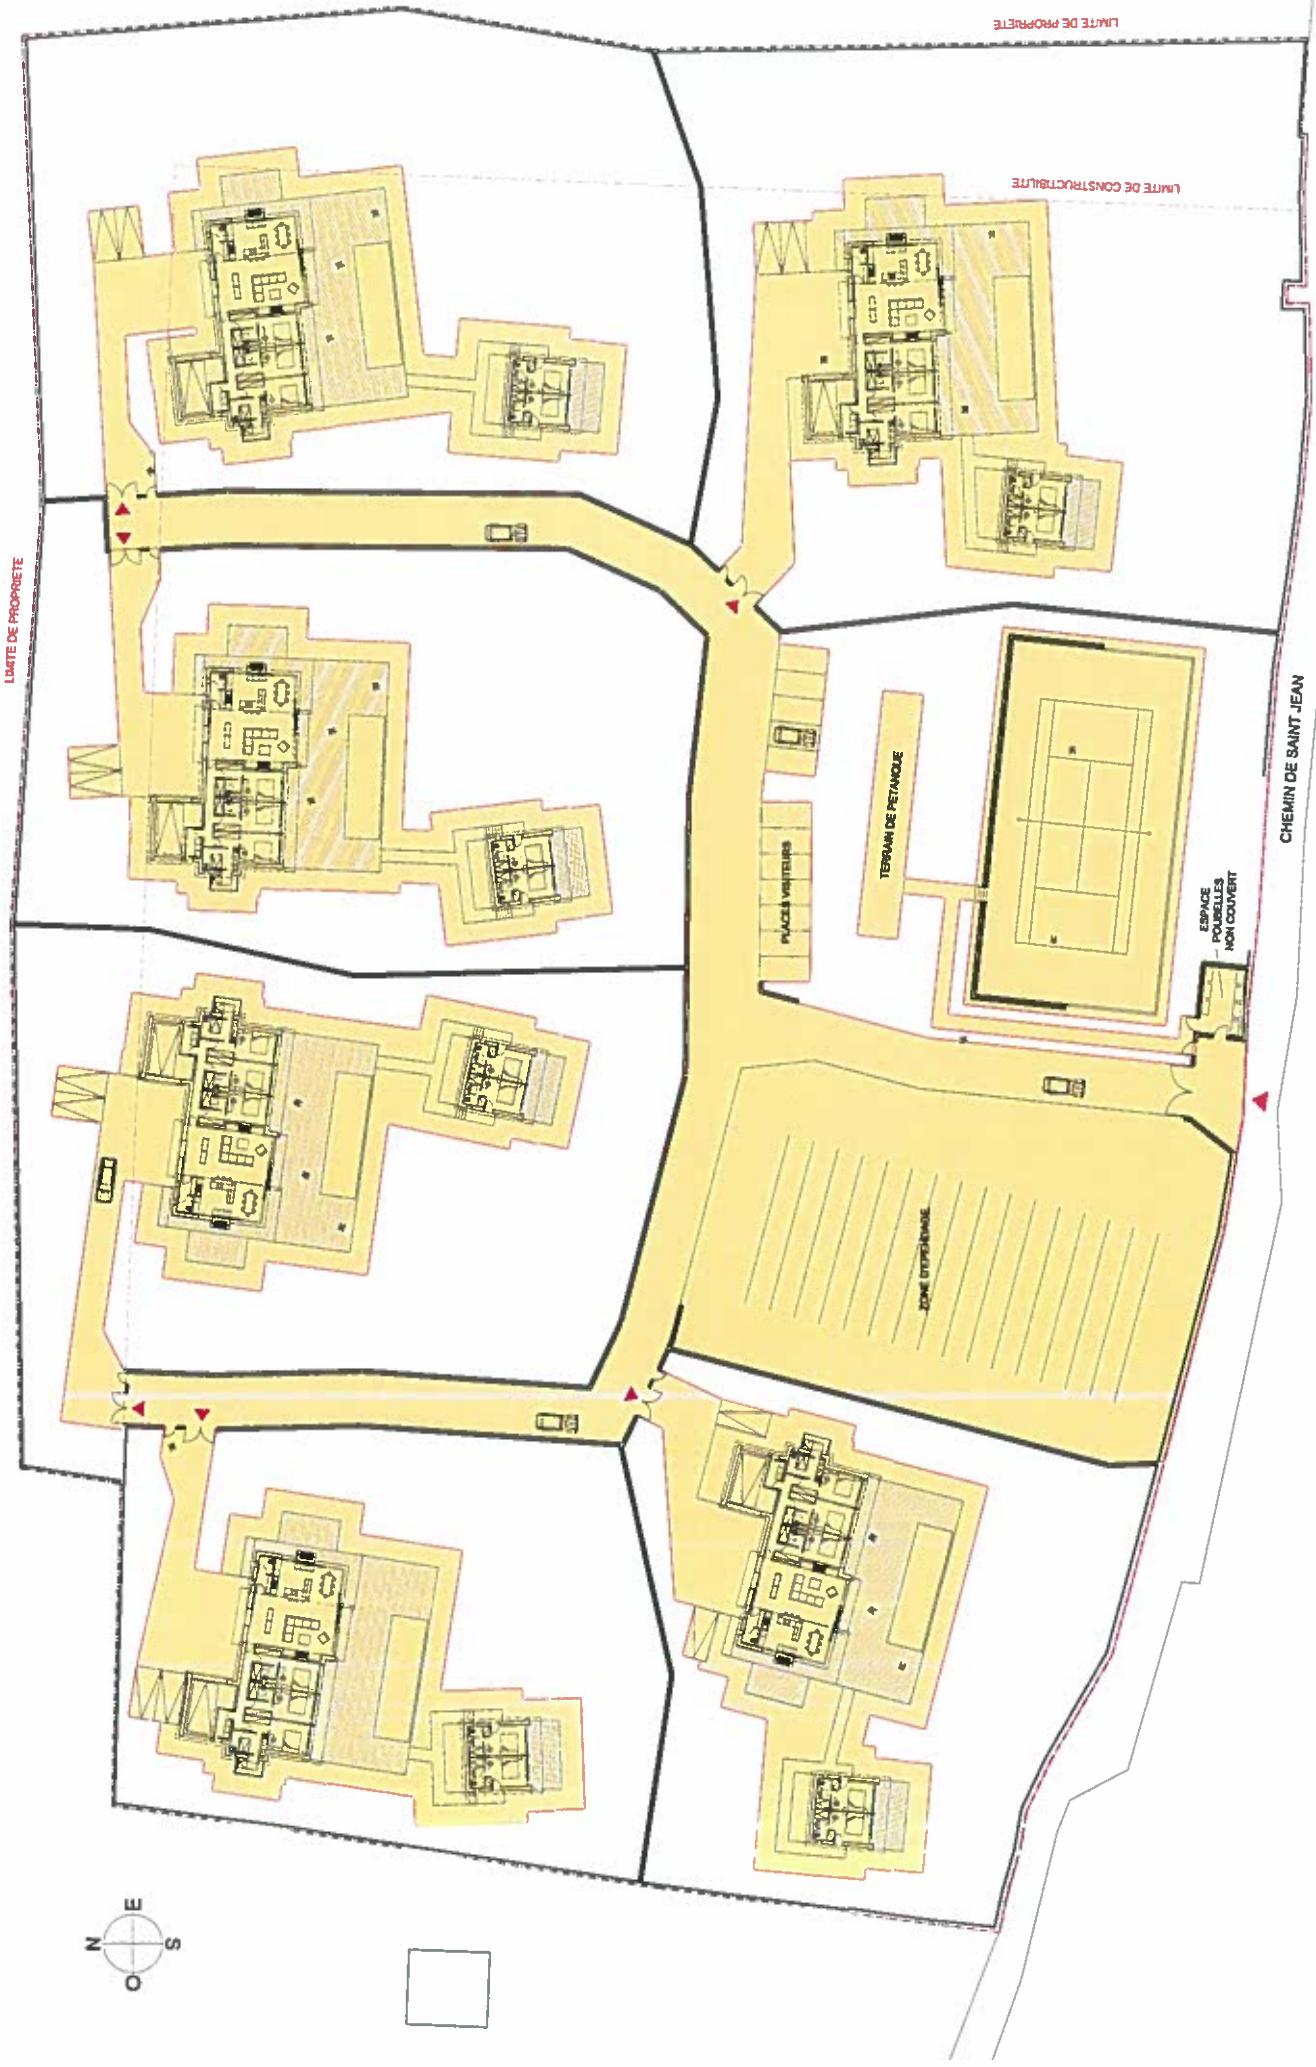 LIMITE DE PROPRIETE
LIMITE DE CONSTRUCTIBILITE
LIMITE DE PROPRIETE
CHEMIN DE SAINT JEAN
TERRAIN DE PETANQUE
PLACES VISITEURS
ESPACE
POUBELLES
NON COUVERT
ZONE D'EPENDAGE
N
E
S
O